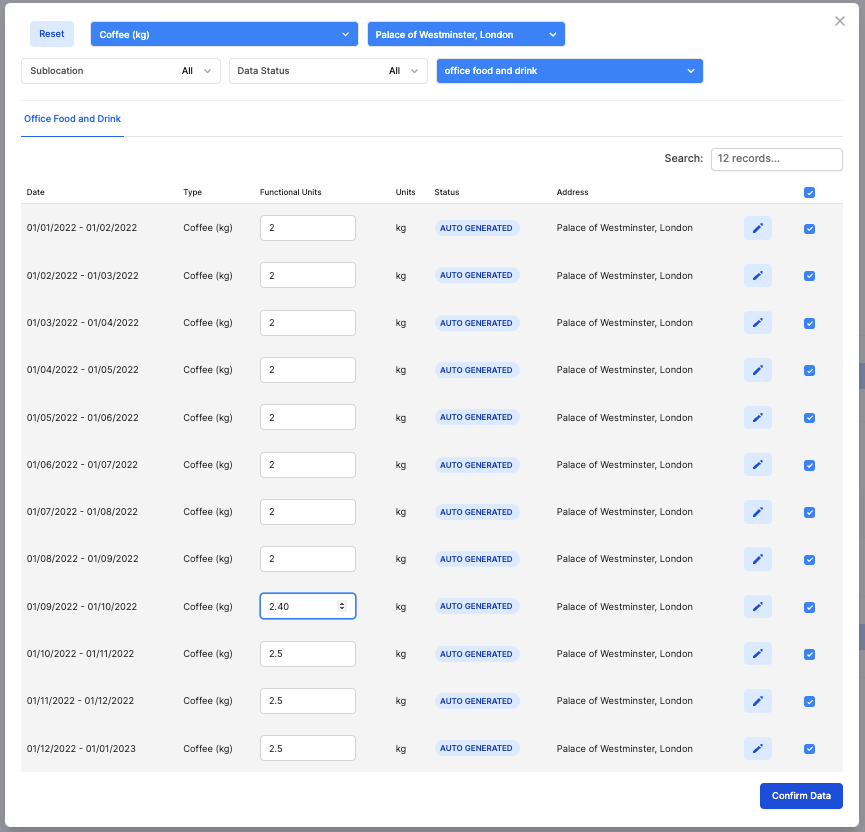 Reset Coffee (kg) Palace of Westminster, London
Sublocation All Data Status All office food and drink
Office Food and Drink
Search: 12 records...
Date Type Functional Units Units Status Address
01/01/2022 - 01/02/2022 Coffee (kg) 2 kg AUTO GENERATED Palace of Westminster, London
01/02/2022 - 01/03/2022 Coffee (kg) 2 kg AUTO GENERATED Palace of Westminster, London
01/03/2022 - 01/04/2022 Coffee (kg) 2 kg AUTO GENERATED Palace of Westminster, London
01/04/2022 - 01/05/2022 Coffee (kg) 2 kg AUTO GENERATED Palace of Westminster, London
01/05/2022 - 01/06/2022 Coffee (kg) 2 kg AUTO GENERATED Palace of Westminster, London
01/06/2022 - 01/07/2022 Coffee (kg) 2 kg AUTO GENERATED Palace of Westminster, London
01/07/2022 - 01/08/2022 Coffee (kg) 2 kg AUTO GENERATED Palace of Westminster, London
01/08/2022 - 01/09/2022 Coffee (kg) 2 kg AUTO GENERATED Palace of Westminster, London
01/09/2022 - 01/10/2022 Coffee (kg) 2.40 kg AUTO GENERATED Palace of Westminster, London
01/10/2022 - 01/11/2022 Coffee (kg) 2.5 kg AUTO GENERATED Palace of Westminster, London
01/11/2022 - 01/12/2022 Coffee (kg) 2.5 kg AUTO GENERATED Palace of Westminster, London
01/12/2022 - 01/01/2023 Coffee (kg) 2.5 kg AUTO GENERATED Palace of Westminster, London
Confirm Data